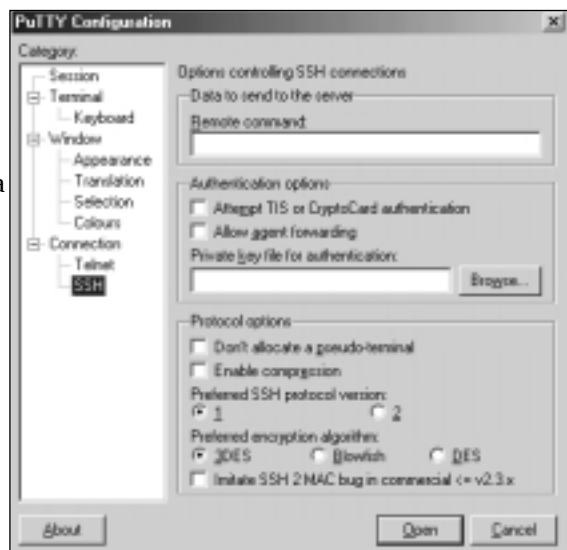 PuTTY Configuration
Category:
Session
Terminal
Keyboard
Window
Appearance
Translation
Selection
Colours
Connection
Telnet
SSH
a
Options controlling SSH connections
Data to send to the server
Remote command:
Authentication options
Attempt TIS or CryptoCard authentication
Allow agent forwarding
Private key file for authentication:
Browse...
Protocol options
Don't allocate a pseudo-terminal
Enable compression
Preferred SSH protocol version:
1 2
Preferred encryption algorithm:
3DES Blowfish DES
Imitate SSH 2 MAC bug in commercial <= v2.3.x
About Open Cancel